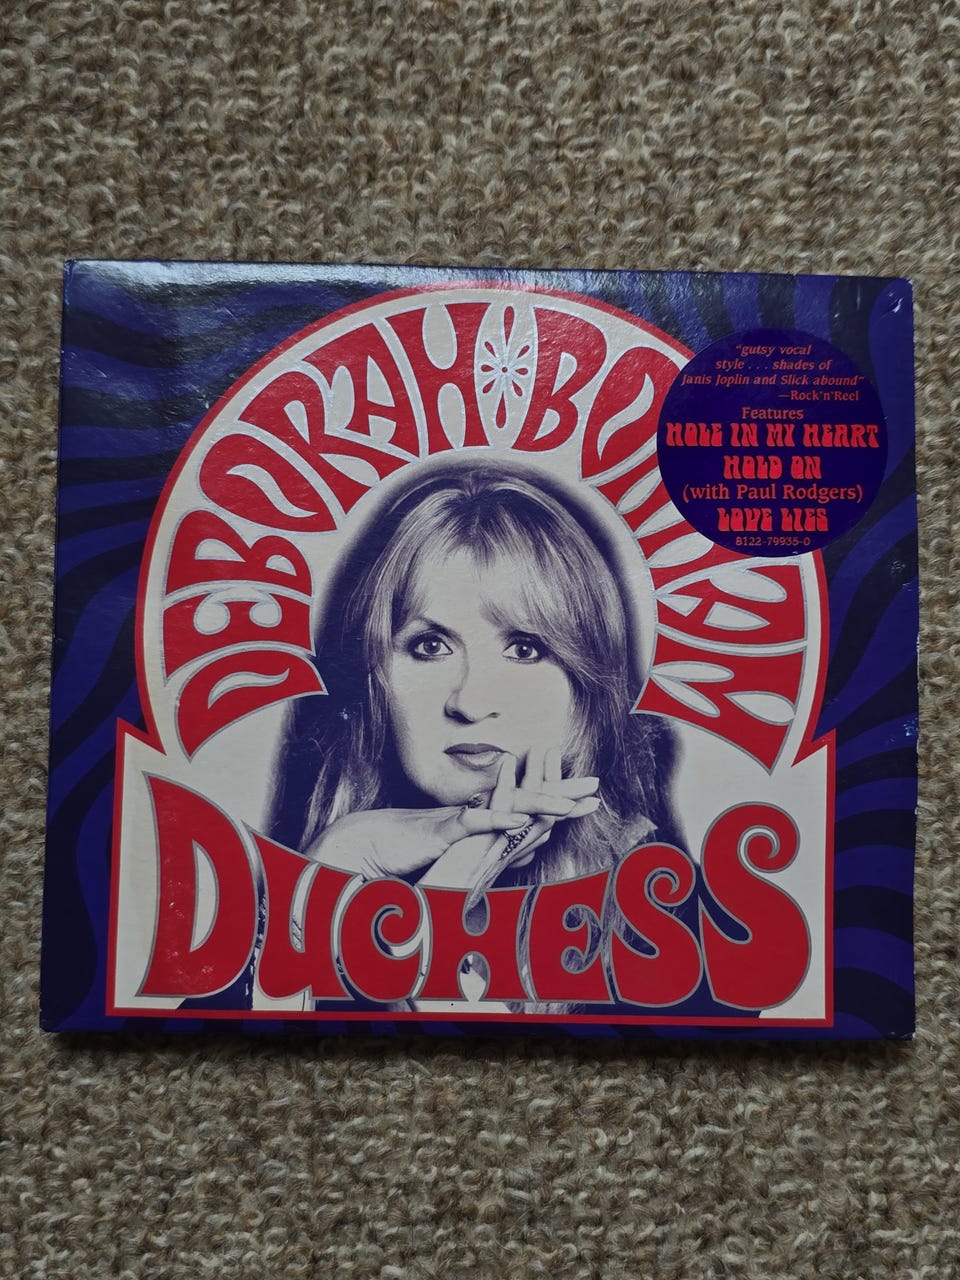 DEBORAH BONHAM
DUCHESS
“gutsy vocal
style . . . shades of
Janis Joplin and Slick abound”
—Rock'n'Reel
Features
HOLE IN MY HEART
HOLD ON
(with Paul Rodgers)
LOVE LIES
8122-79935-0